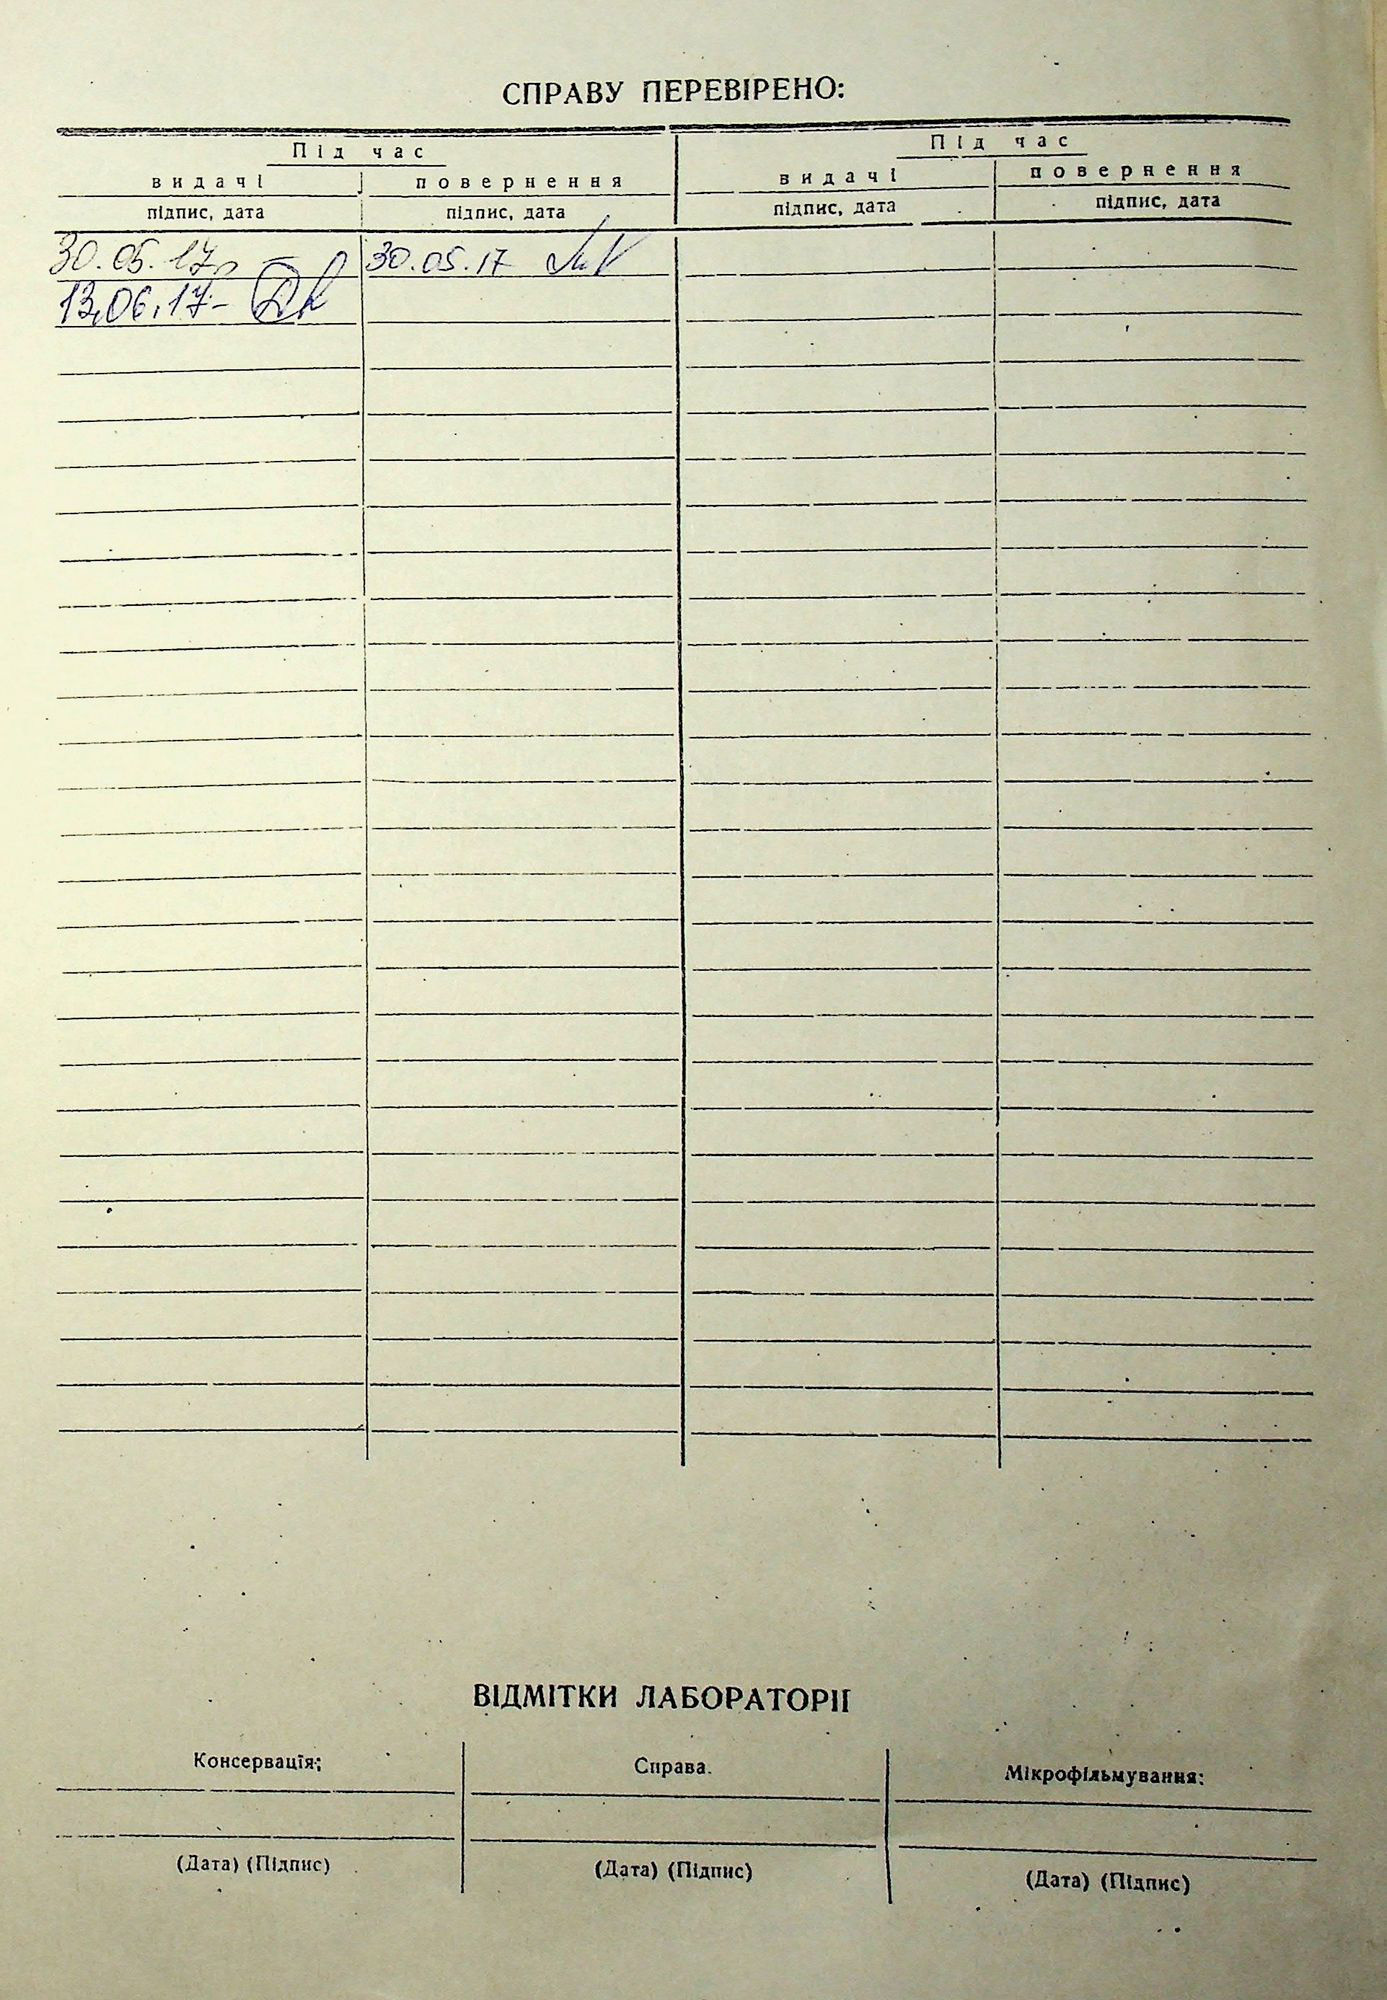 СПРАВУ ПЕРЕВІРЕНО:
Під час Під час
видачі повернення видачі повернення
підпис, дата підпис, дата підпис, дата підпис, дата
30.05.17р 30.05.17
13.06.17-
ВІДМІТКИ ЛАБОРАТОРІЇ
Консервація: Справа. Мікрофільмування:
(Дата) (Підпис) (Дата) (Підпис) (Дата) (Підпис)